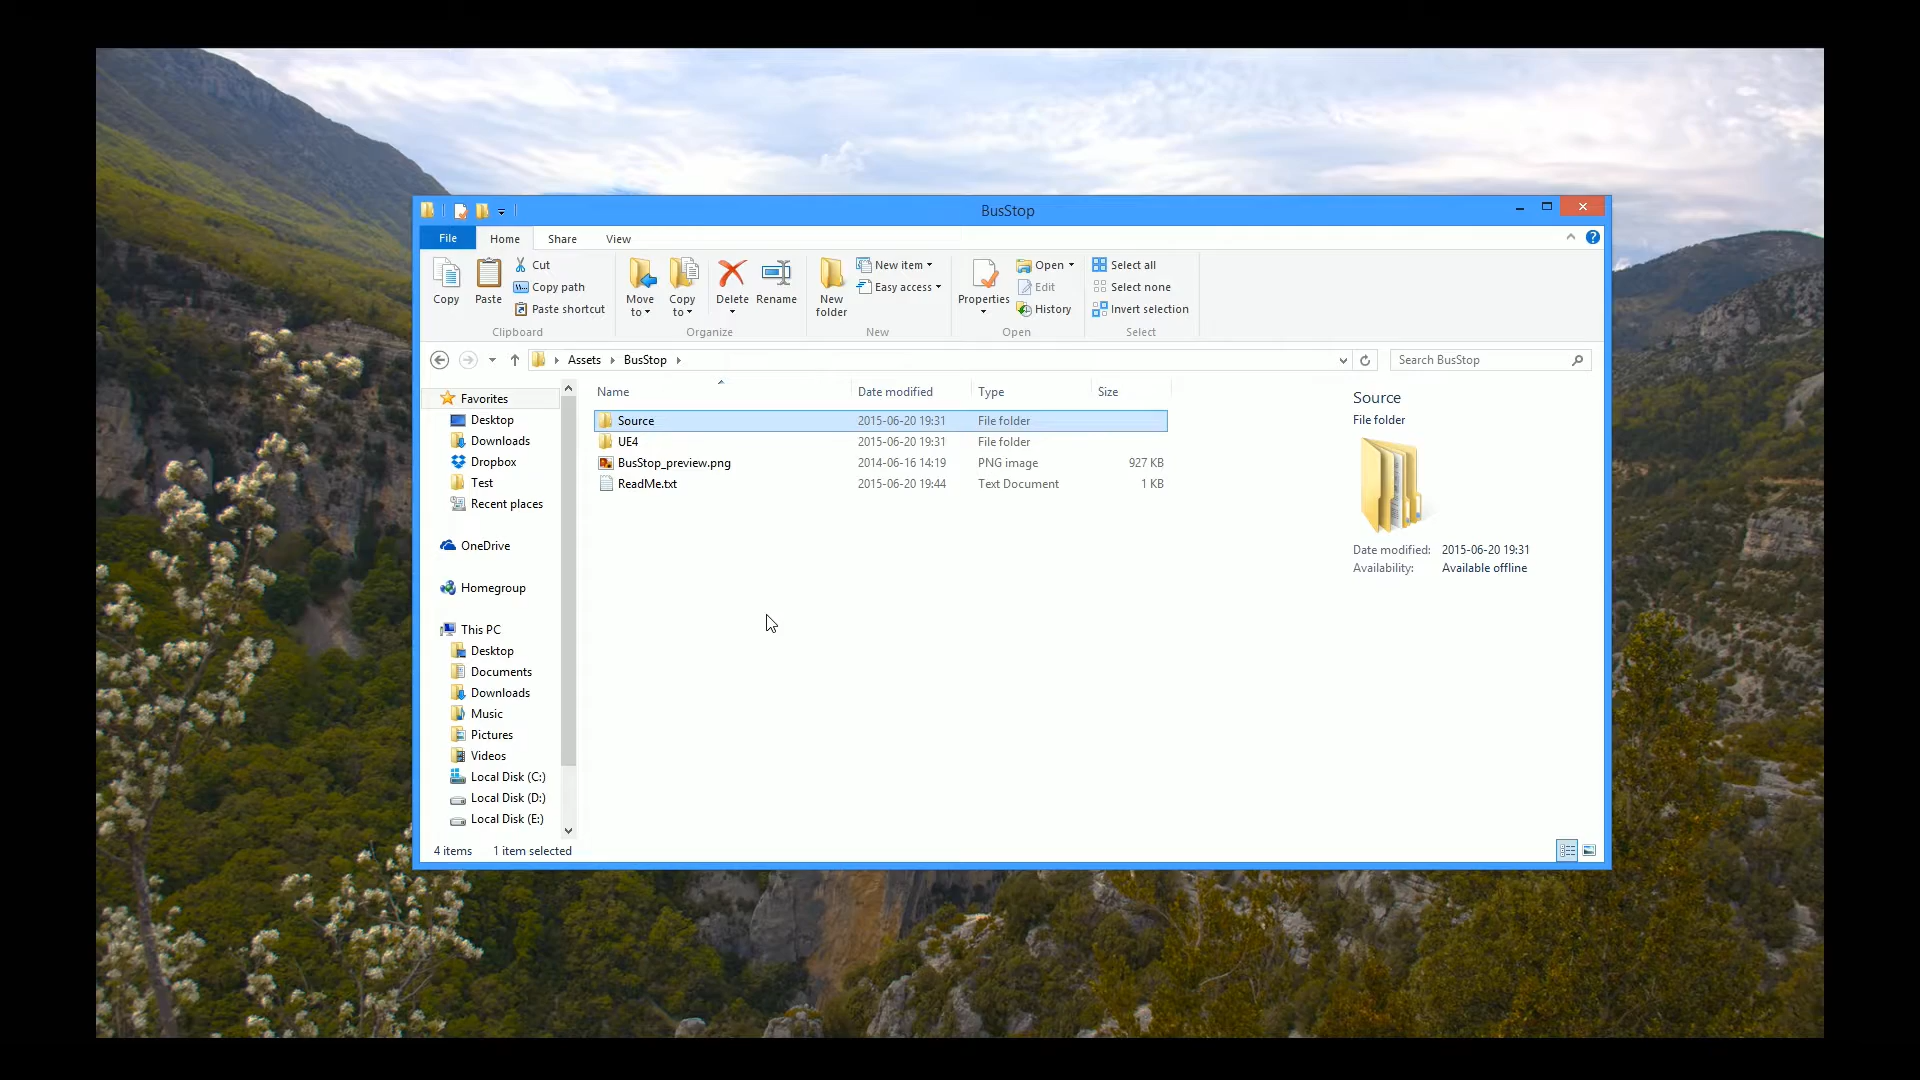 BusStop
File Home Share View
Copy Paste Cut Copy path Paste shortcut Clipboard
Move to Copy to Delete Rename Organize
New folder New item Easy access New
Properties Open Edit History Open
Select all Select none Invert selection Select
Assets BusStop Search BusStop
Name Date modified Type Size
Source 2015-06-20 19:31 File folder
UE4 2015-06-20 19:31 File folder
BusStop_preview.png 2014-06-16 14:19 PNG image 927 KB
ReadMe.txt 2015-06-20 19:44 Text Document 1 KB
Favorites
Desktop
Downloads
Dropbox
Test
Recent places
OneDrive
Homegroup
This PC
Desktop
Documents
Downloads
Music
Pictures
Videos
Local Disk (C:)
Local Disk (D:)
Local Disk (E:)
Source
File folder
Date modified: 2015-06-20 19:31
Availability: Available offline
4 items 1 item selected